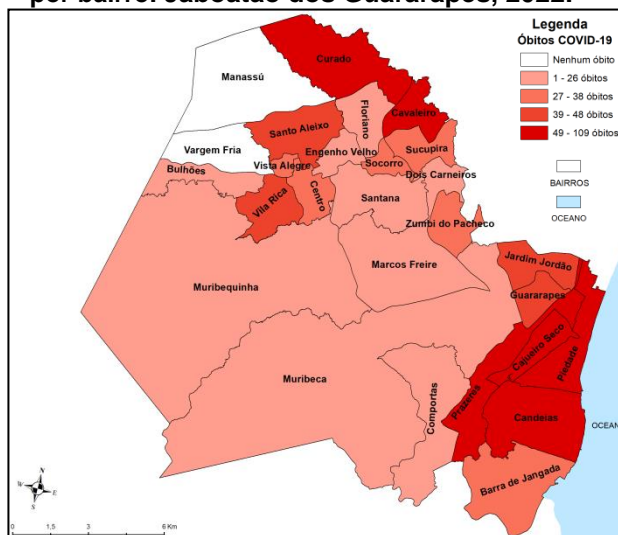 por bairro. Jaboatão dos Guararapes, 2022.
Legenda
Óbitos COVID-19
Nenhum óbito
1 - 26 óbitos
27 - 38 óbitos
39 - 48 óbitos
49 - 109 óbitos
BAIRROS
OCEANO
Curado
Manassú
Cavaleiro
Floriano
Santo Aleixo
Vargem Fria
Engenho Velho
Sucupira
Vista Alegre
Socorro
Bulhões
Dois Carneiros
Vila Rica
Centro
Santana
Zumbi do Pacheco
Marcos Freire
Jardim Jordão
Muribequinha
Guararapes
Cajueiro Seco
Piedade
Muribeca
Comportas
Prazeres
Candeias
OCEANO
Barra de Jangada
N
W
E
S
0 1,5 3 6 Km